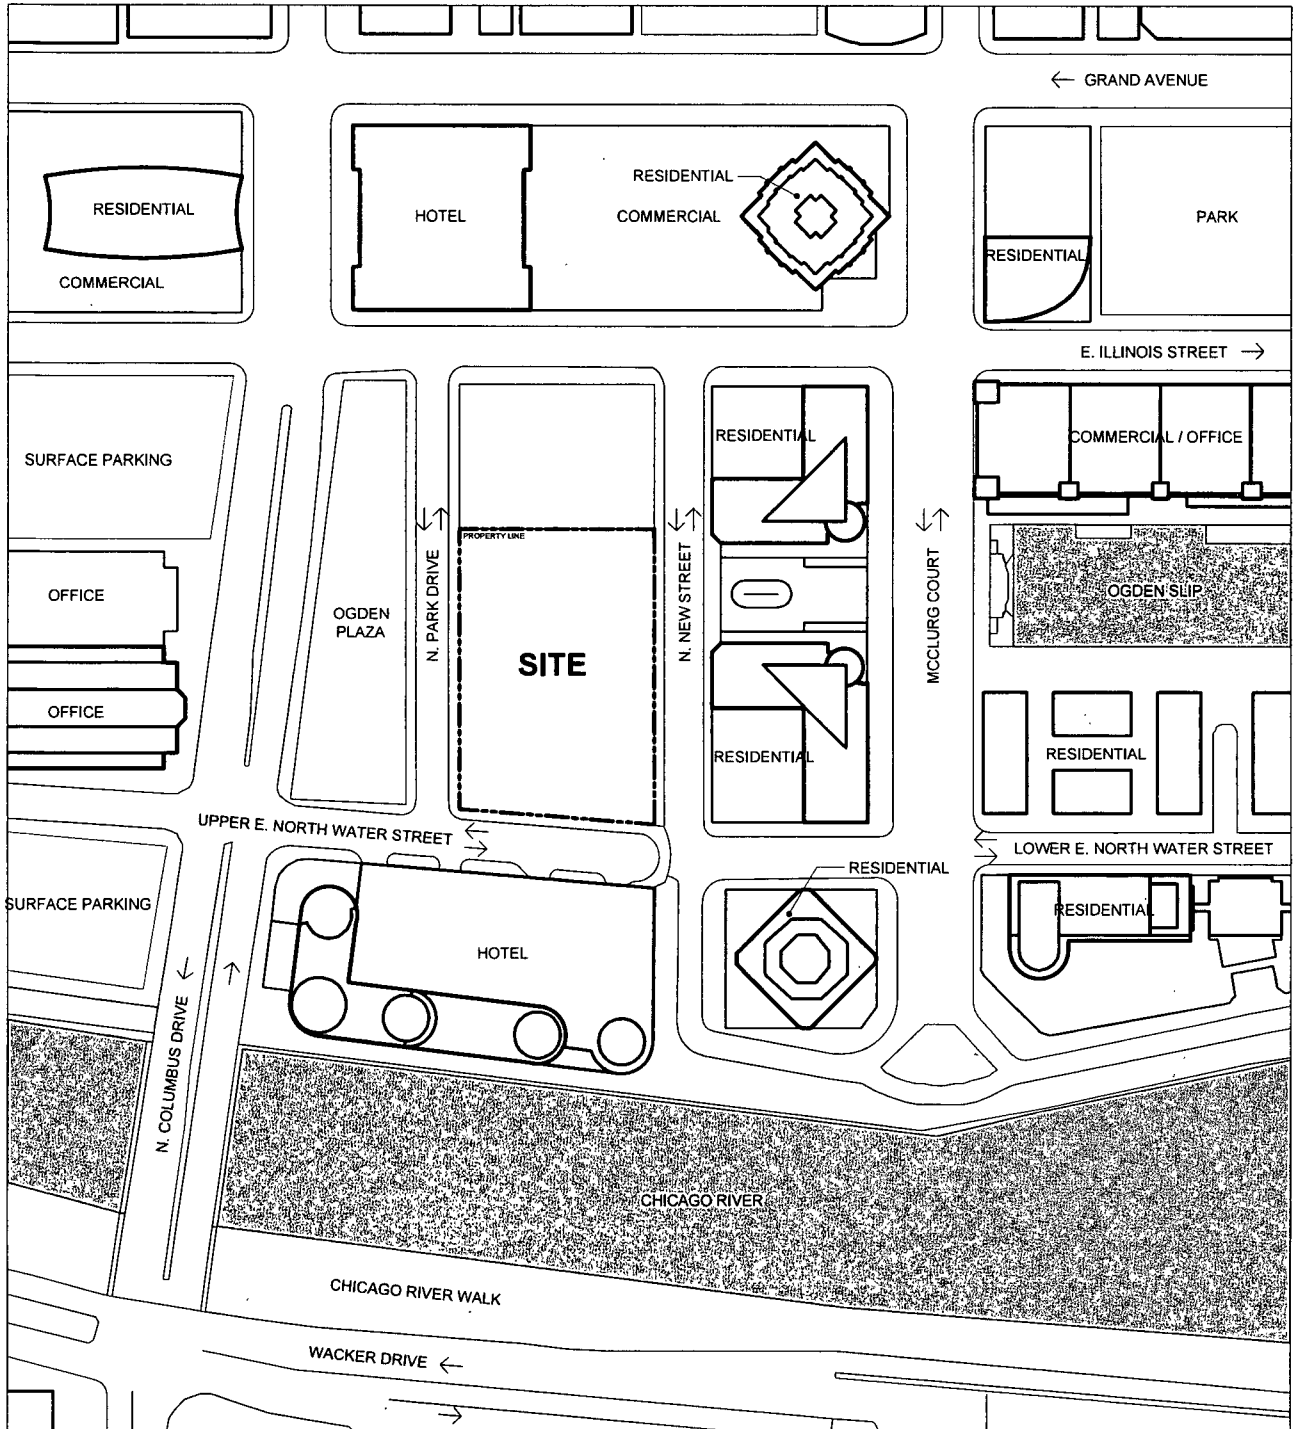 GRAND AVENUE
RESIDENTIAL
RESIDENTIAL
HOTEL
COMMERCIAL
PARK
RESIDENTIAL
COMMERCIAL
E. ILLINOIS STREET
RESIDENTIAL
COMMERCIAL / OFFICE
SURFACE PARKING
PROPERTY LINE
OFFICE
OGDEN
PLAZA
N. PARK DRIVE
SITE
N. NEW STREET
MCCLURG COURT
OGDEN SLIP
OFFICE
RESIDENTIAL
RESIDENTIAL
UPPER E. NORTH WATER STREET
LOWER E. NORTH WATER STREET
RESIDENTIAL
SURFACE PARKING
RESIDENTIAL
HOTEL
N. COLUMBUS DRIVE
CHICAGO RIVER
CHICAGO RIVER WALK
WACKER DRIVE